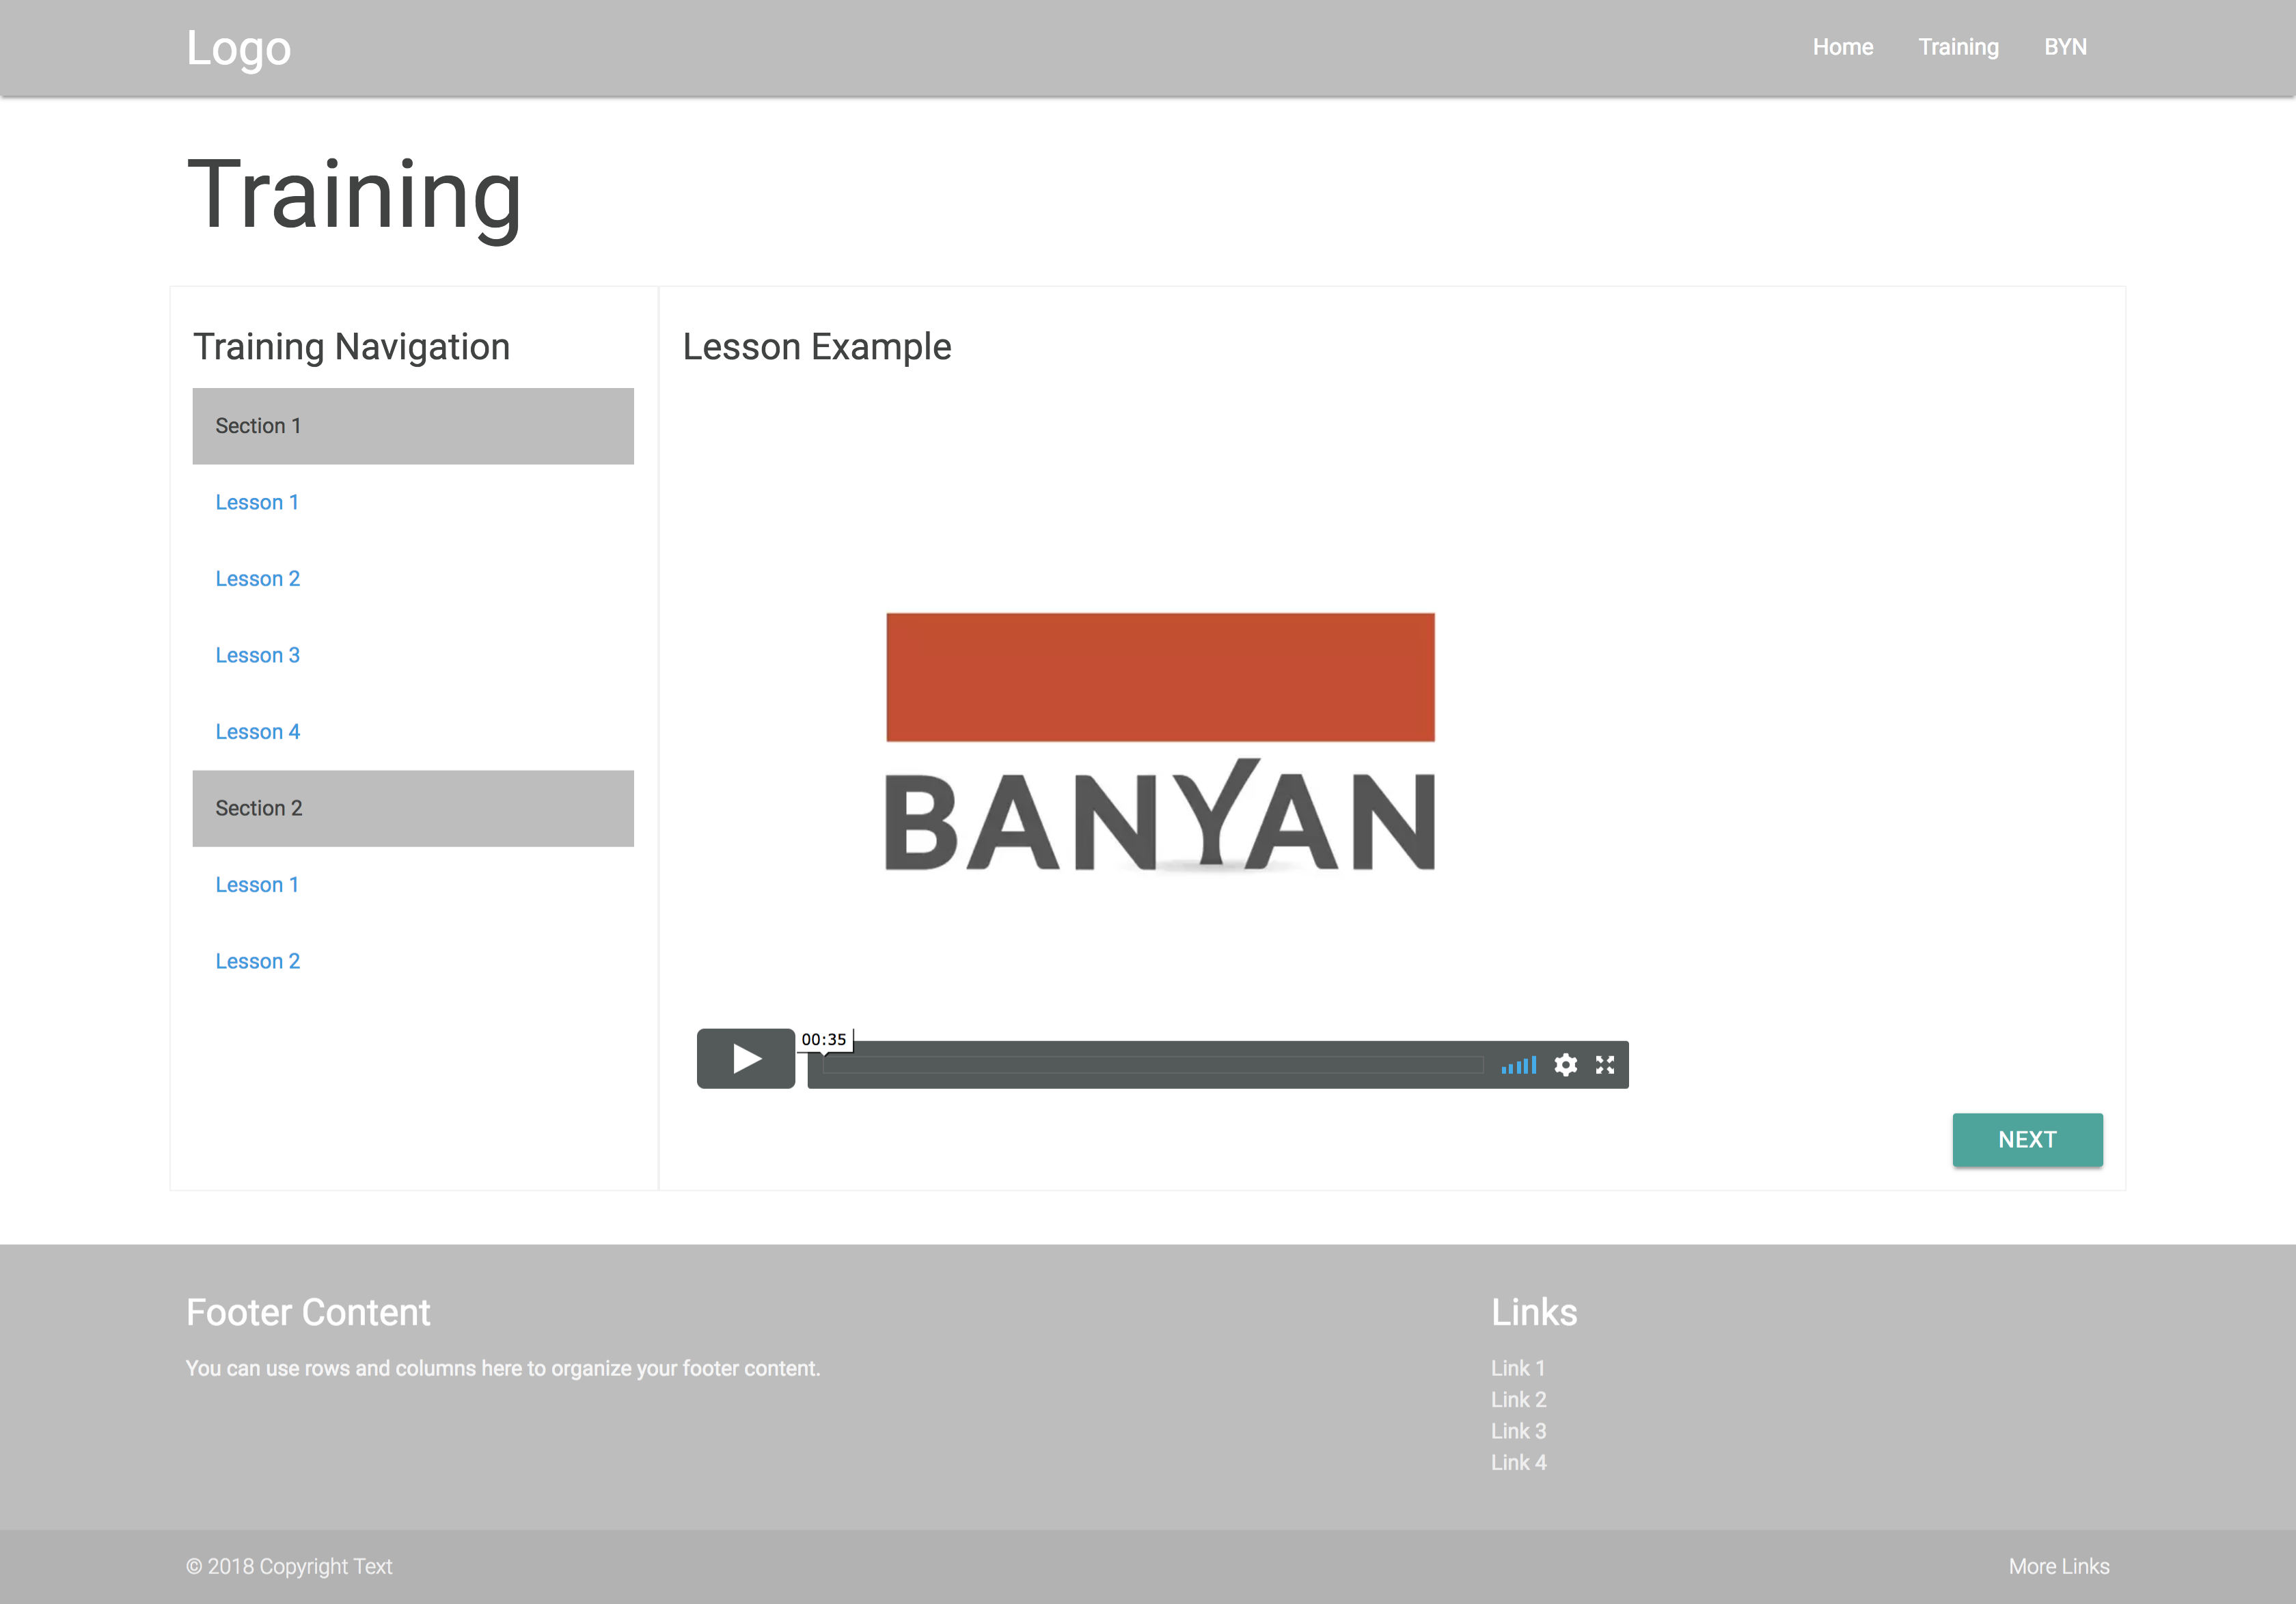 Logo
Home Training BYN
Training
Training Navigation
Section 1
Lesson 1
Lesson 2
Lesson 3
Lesson 4
Section 2
Lesson 1
Lesson 2
Lesson Example
BANYAN
00:35
NEXT
Footer Content
You can use rows and columns here to organize your footer content.
Links
Link 1
Link 2
Link 3
Link 4
© 2018 Copyright Text
More Links